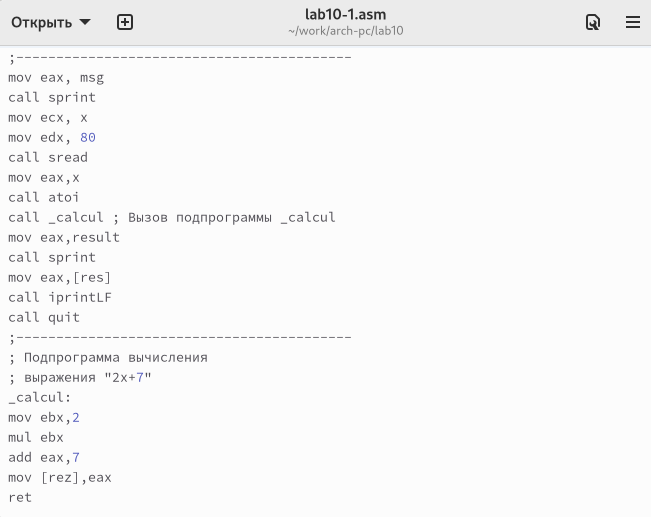 Открыть
lab10-1.asm
~/work/arch-pc/lab10
;------------------------------------------
mov eax, msg
call sprint
mov ecx, x
mov edx, 80
call sread
mov eax,x
call atoi
call _calcul ; Вызов подпрограммы _calcul
mov eax,result
call sprint
mov eax,[res]
call iprintLF
call quit
;------------------------------------------
; Подпрограмма вычисления
; выражения "2x+7"
_calcul:
mov ebx,2
mul ebx
add eax,7
mov [rez],eax
ret